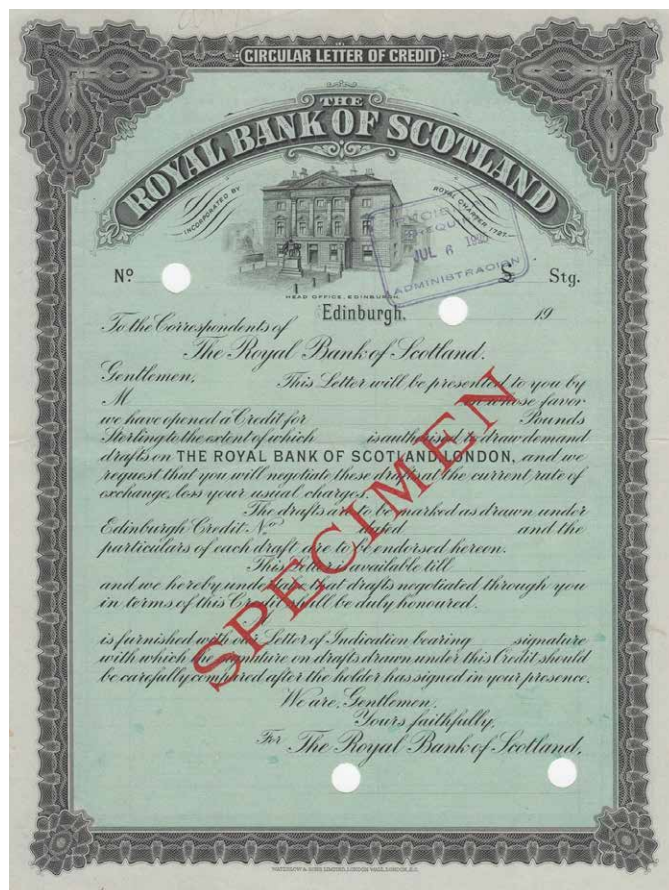 CIRCULAR LETTER OF CREDIT
THE
ROYAL BANK OF SCOTLAND
INCORPORATED BY ROYAL CHARTER 1727.
JUL 6
ADMINISTRACION
Nº $ Stg.
HEAD OFFICE, EDINBURGH.
Edinburgh. 19
To the Correspondents of
The Royal Bank of Scotland.
Gentlemen, This Letter will be presented to you by
M in whose favor
we have opened a Credit for Pounds
Sterling to the extent of which is authorised to draw demand
drafts on THE ROYAL BANK OF SCOTLAND, LONDON, and we
request that you will negotiate these drafts at the current rate of
exchange, less your usual charges.
The drafts are to be marked as drawn under
Edinburgh Credit Nº dated and the
particulars of each draft are to be endorsed hereon.
This Letter is available till
and we hereby undertake that drafts negotiated through you
in terms of this Credit shall be duly honoured.
is furnished with our Letter of Indication bearing signature
with which the signature on drafts drawn under this Credit should
be carefully compared after the holder has signed in your presence.
We are, Gentlemen,
Yours faithfully,
For The Royal Bank of Scotland.
SPECIMEN
WATERLOW & SONS LIMITED, LONDON WALL, LONDON, E.C.